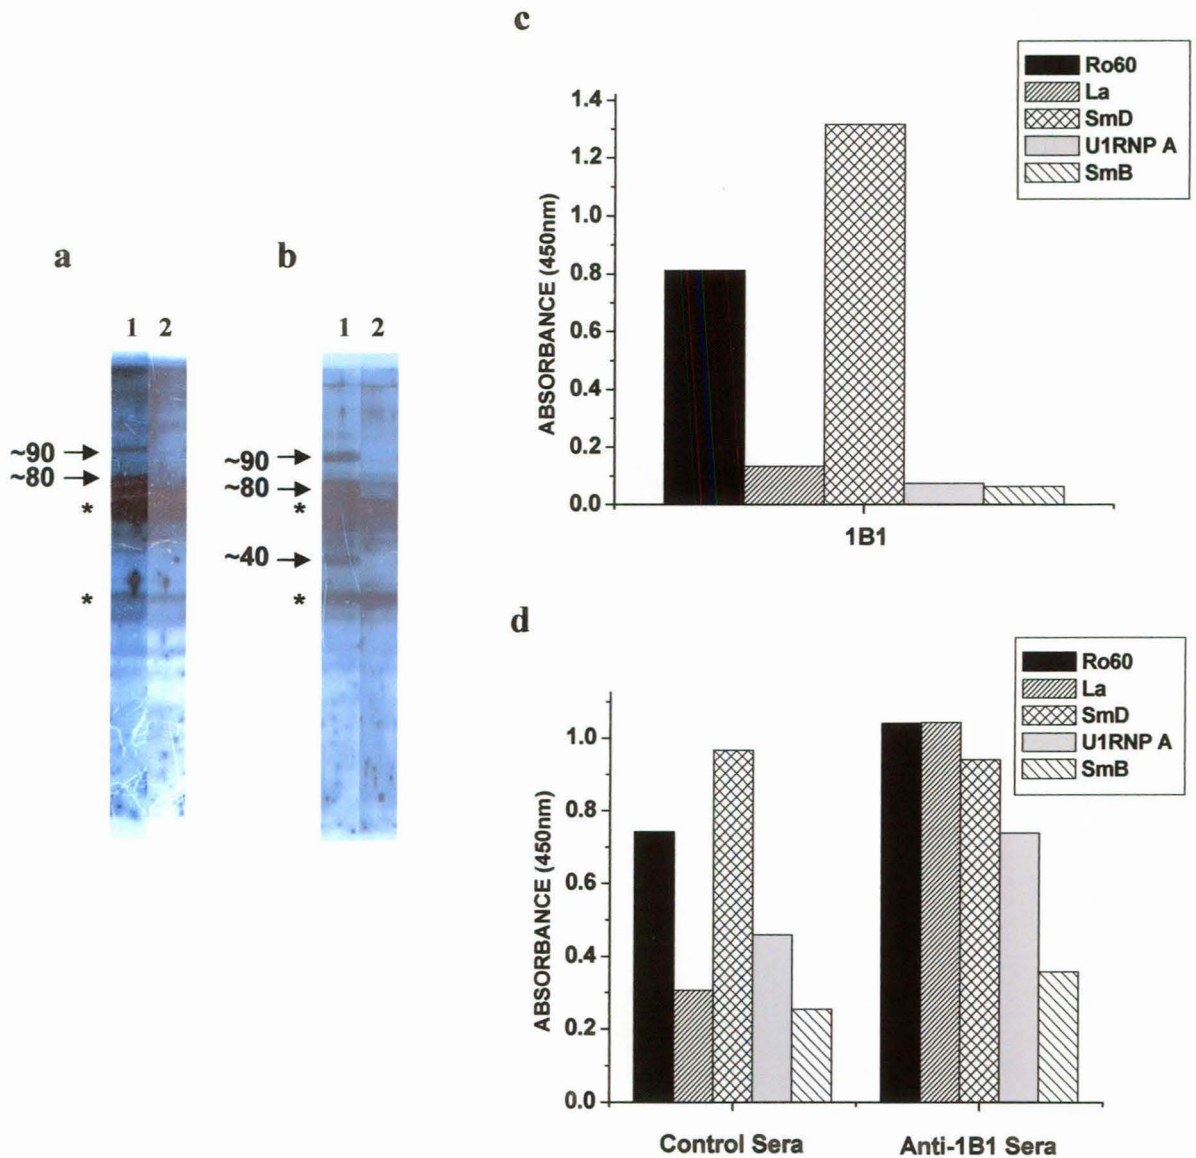 a
1 2
~90
~80
*
*
b
1 2
~90
~80
*
~40
*
c
Ro60
La
SmD
U1RNP A
SmB
1.4
1.2
1.0
0.8
0.6
0.4
0.2
0.0
ABSORBANCE (450nm)
1B1
d
Ro60
La
SmD
U1RNP A
SmB
1.0
0.8
0.6
0.4
0.2
0.0
ABSORBANCE (450nm)
Control Sera
Anti-1B1 Sera